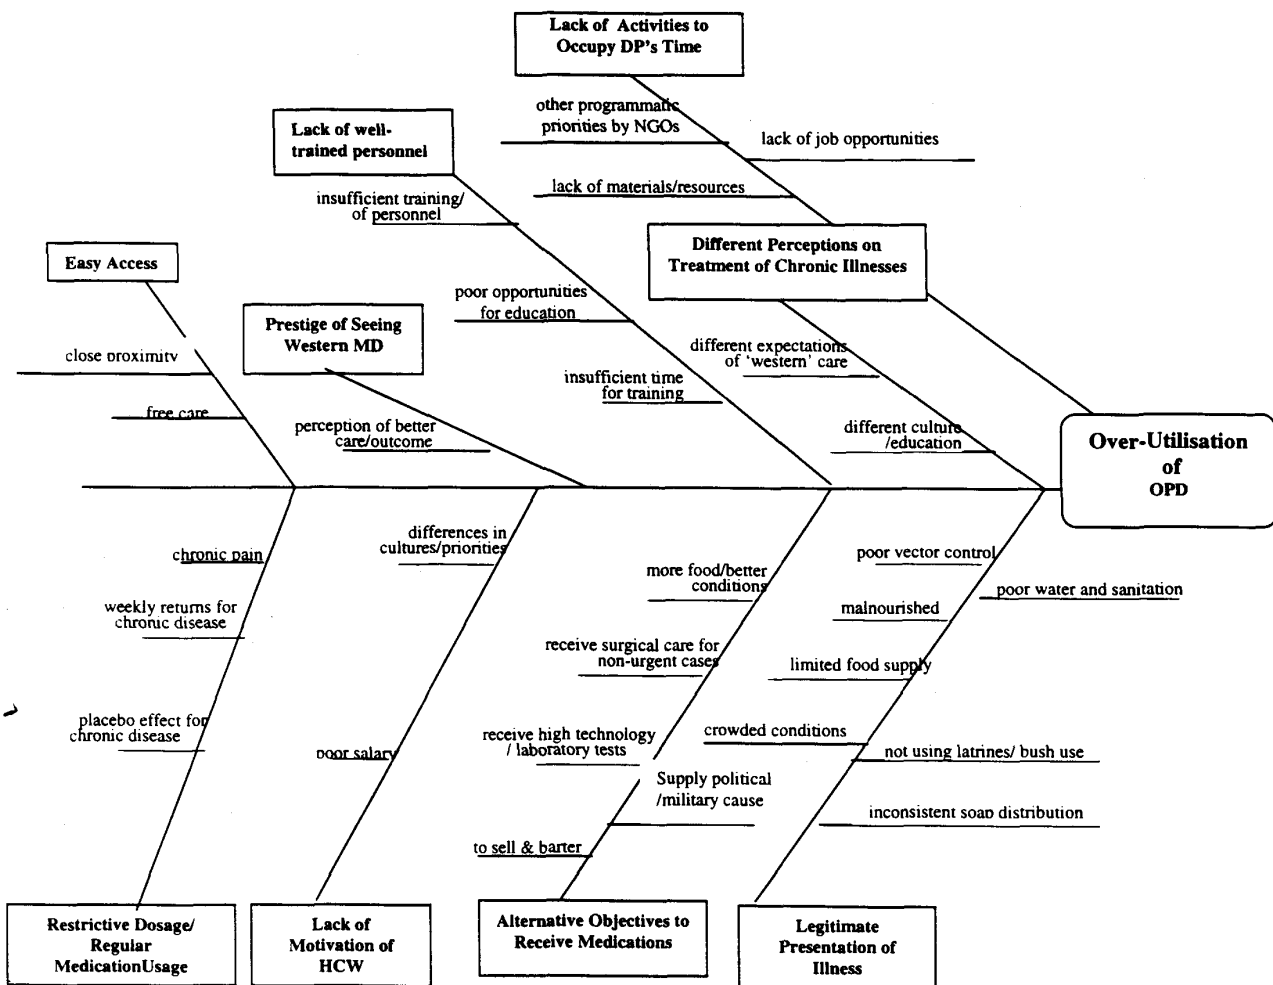 Lack of Activities to
Occupy DP's Time
other programmatic
priorities by NGOs
lack of job opportunities
lack of materials/resources
Lack of well-
trained personnel
insufficient training/
of personnel
poor opportunities
for education
insufficient time
for training
Different Perceptions on
Treatment of Chronic Illnesses
different expectations
of 'western' care
different culture
/education
Easy Access
close proximity
free care
Prestige of Seeing
Western MD
perception of better
care/outcome
Over-Utilisation
of
OPD
chronic pain
weekly returns for
chronic disease
placebo effect for
chronic disease
Restrictive Dosage/
Regular
MedicationUsage
differences in
cultures/priorities
poor salary
Lack of
Motivation of
HCW
more food/better
conditions
receive surgical care for
non-urgent cases
receive high technology
/ laboratory tests
Supply political
/military cause
to sell & barter
Alternative Objectives to
Receive Medications
poor vector control
poor water and sanitation
malnourished
limited food supply
crowded conditions
not using latrines/ bush use
inconsistent soap distribution
Legitimate
Presentation of
Illness